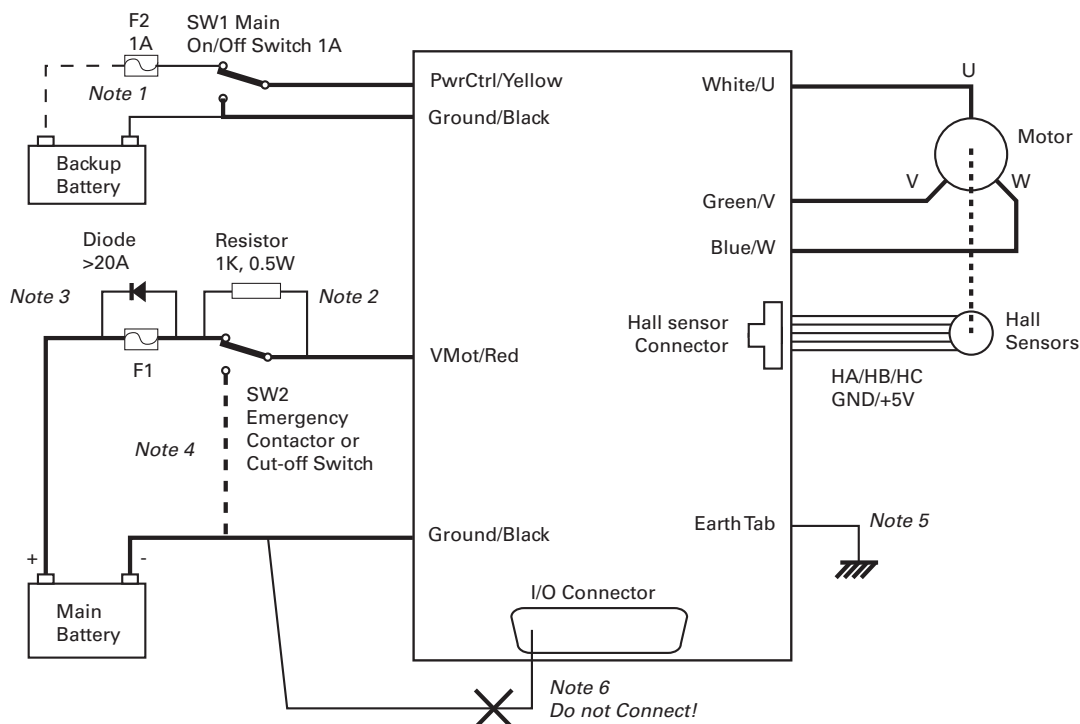 F2
1A
SW1 Main
On/Off Switch 1A
Note 1
Backup
Battery
PwrCtrl/Yellow
Ground/Black
White/U
U
Motor
V
W
Green/V
Blue/W
Diode
>20A
Resistor
1K, 0.5W
Note 3
Note 2
F1
VMot/Red
SW2
Emergency
Contactor or
Cut-off Switch
Note 4
Hall sensor
Connector
Hall
Sensors
HA/HB/HC
GND/+5V
Ground/Black
Earth Tab
Note 5
+
-
Main
Battery
I/O Connector
Note 6
Do not Connect!